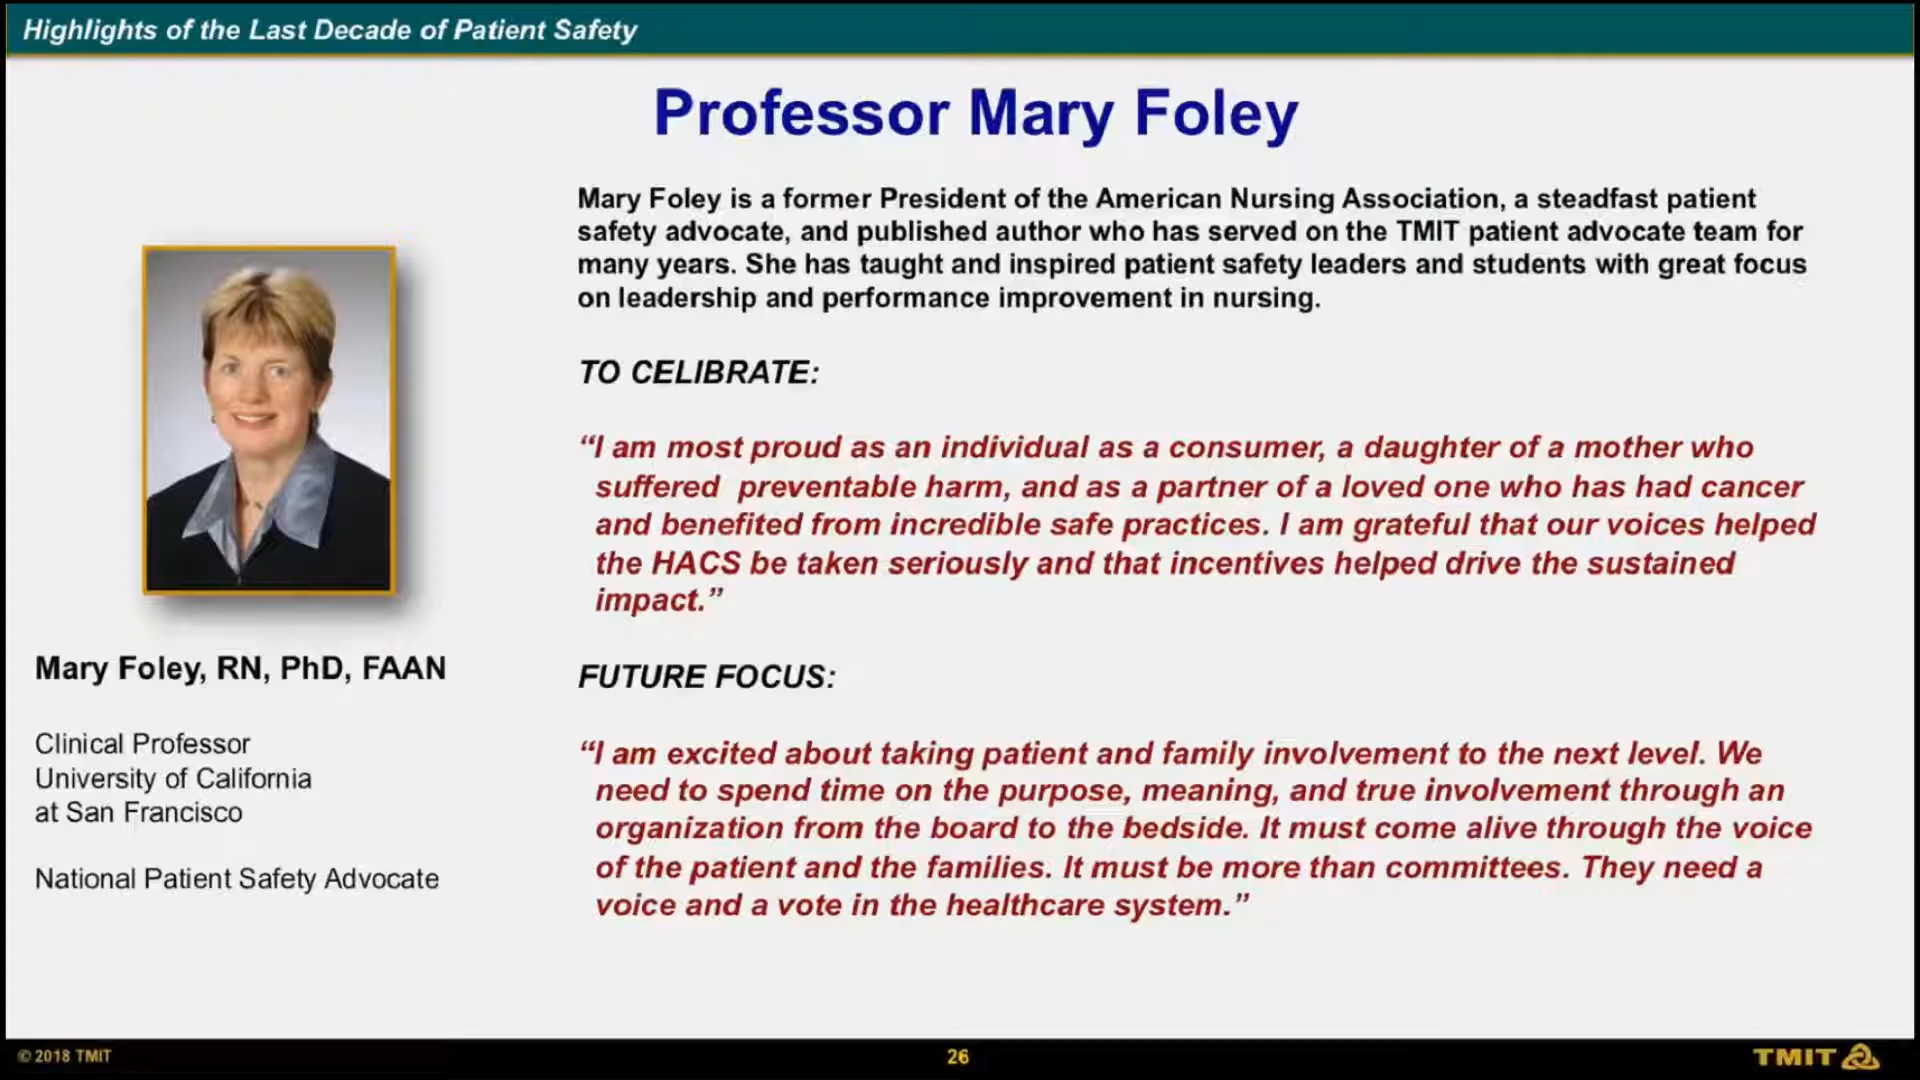 Highlights of the Last Decade of Patient Safety
Professor Mary Foley
Mary Foley is a former President of the American Nursing Association, a steadfast patient
safety advocate, and published author who has served on the TMIT patient advocate team for
many years. She has taught and inspired patient safety leaders and students with great focus
on leadership and performance improvement in nursing.
TO CELIBRATE:
“I am most proud as an individual as a consumer, a daughter of a mother who
suffered preventable harm, and as a partner of a loved one who has had cancer
and benefited from incredible safe practices. I am grateful that our voices helped
the HACS be taken seriously and that incentives helped drive the sustained
impact.”
FUTURE FOCUS:
“I am excited about taking patient and family involvement to the next level. We
need to spend time on the purpose, meaning, and true involvement through an
organization from the board to the bedside. It must come alive through the voice
of the patient and the families. It must be more than committees. They need a
voice and a vote in the healthcare system.”
Mary Foley, RN, PhD, FAAN
Clinical Professor
University of California
at San Francisco
National Patient Safety Advocate
© 2018 TMIT
26
TMIT